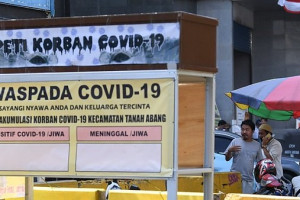 PETI KORBAN COVID-19
WASPADA COVID-19
SAYANGI NYAWA ANDA DAN KELUARGA TERCINTA
AKUMULASI KORBAN COVID-19 KECAMATAN TANAH ABANG
POSITIF COVID-19 /JIWA
MENINGGAL /JIWA